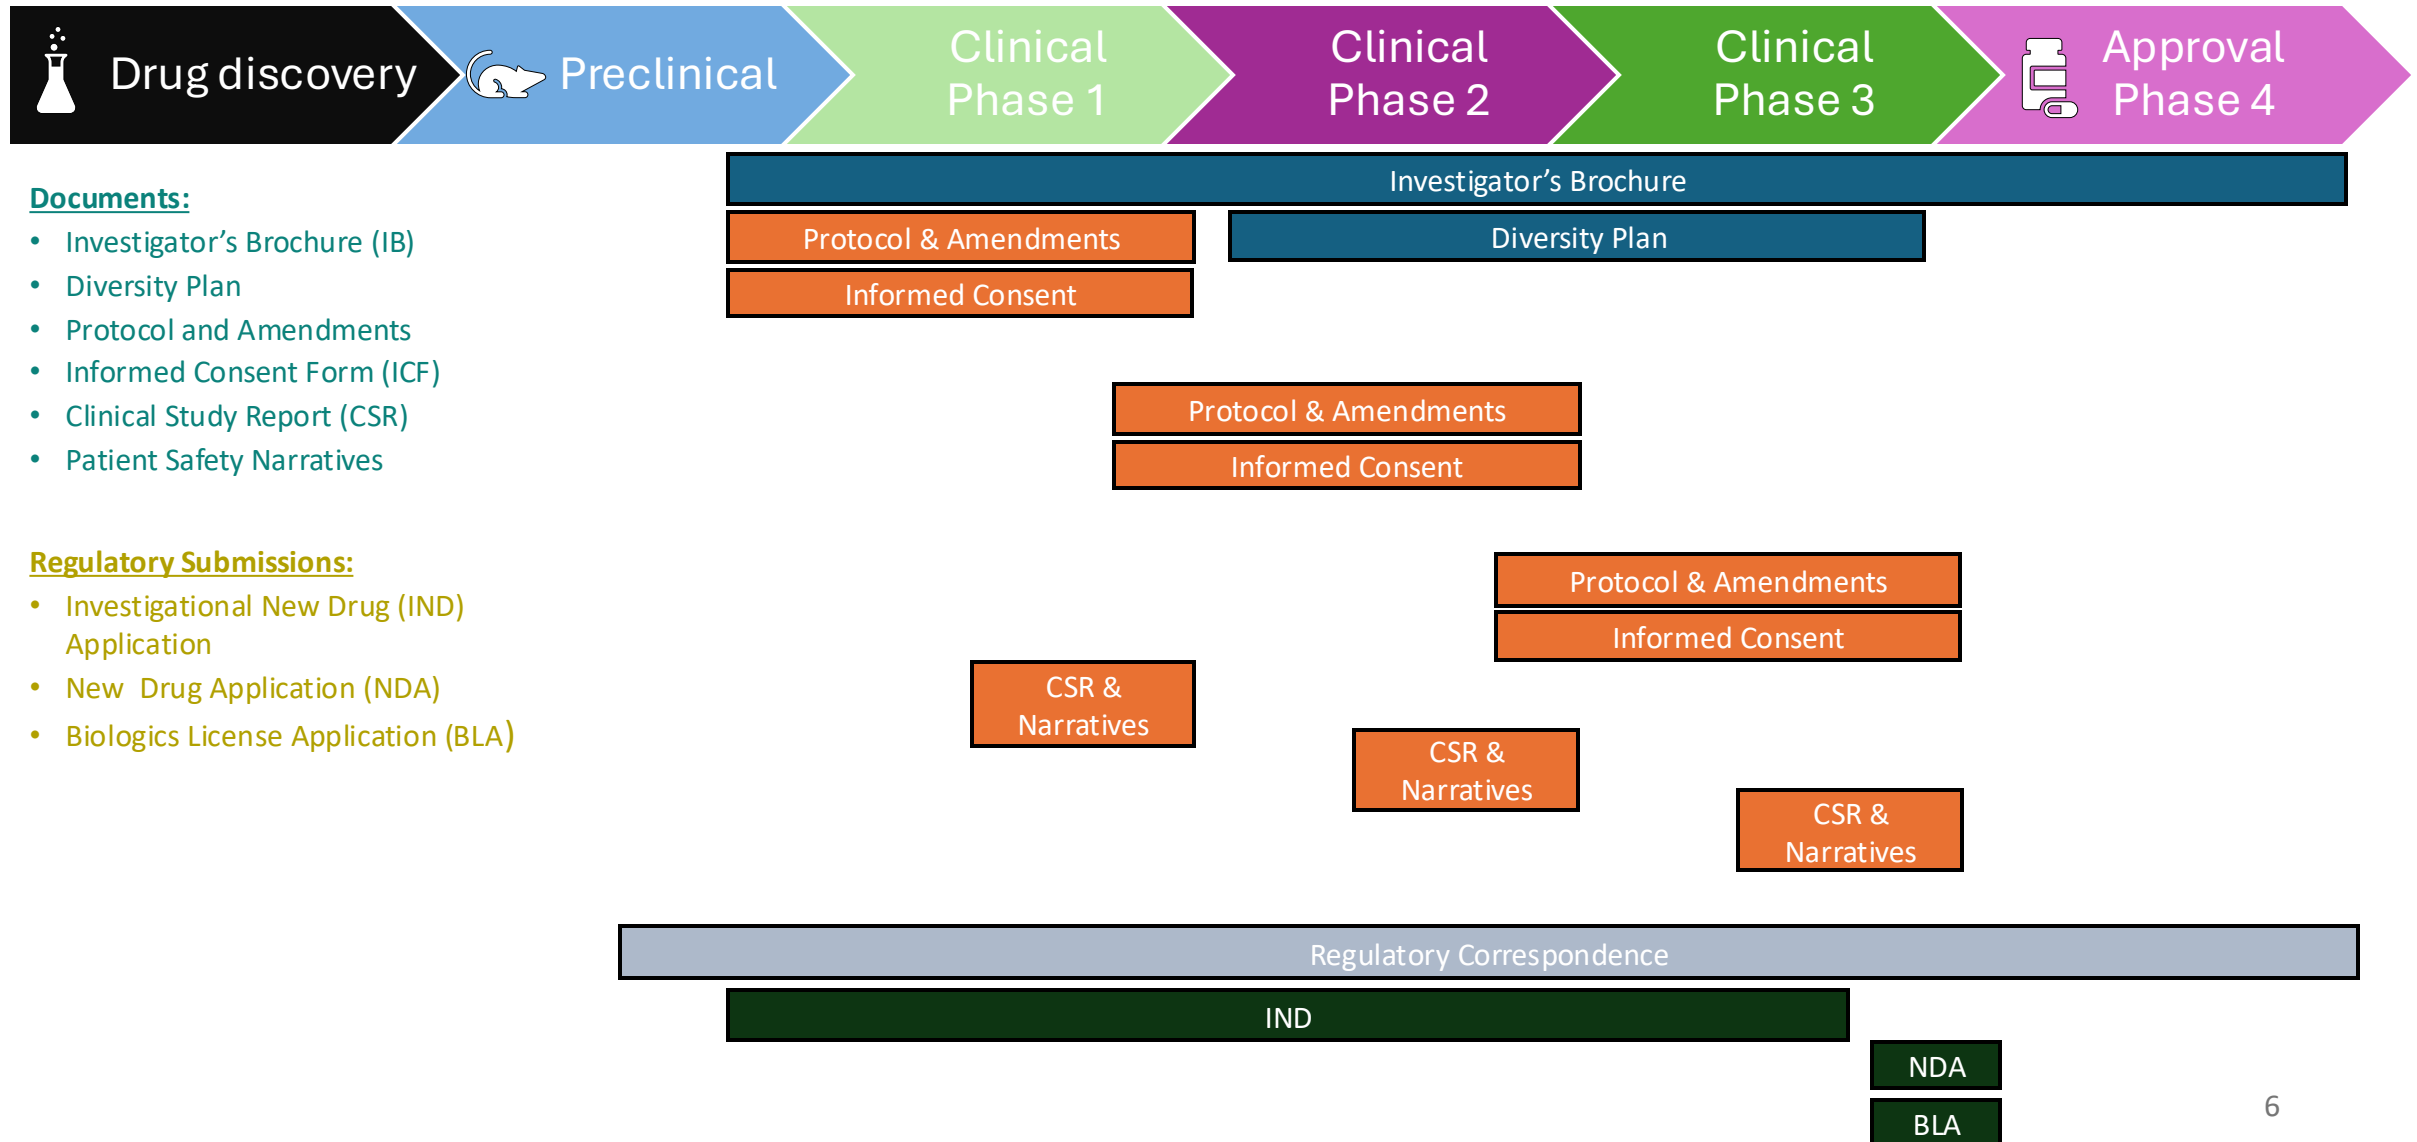 Drug discovery
Preclinical
Clinical
Phase 1
Clinical
Phase 2
Clinical
Phase 3
Approval
Phase 4
Documents:
• Investigator’s Brochure (IB)
• Diversity Plan
• Protocol and Amendments
• Informed Consent Form (ICF)
• Clinical Study Report (CSR)
• Patient Safety Narratives
Regulatory Submissions:
• Investigational New Drug (IND)
Application
• New Drug Application (NDA)
• Biologics License Application (BLA)
Investigator’s Brochure
Protocol & Amendments
Diversity Plan
Informed Consent
Protocol & Amendments
Informed Consent
Protocol & Amendments
Informed Consent
CSR &
Narratives
CSR &
Narratives
CSR &
Narratives
Regulatory Correspondence
IND
NDA
BLA
6